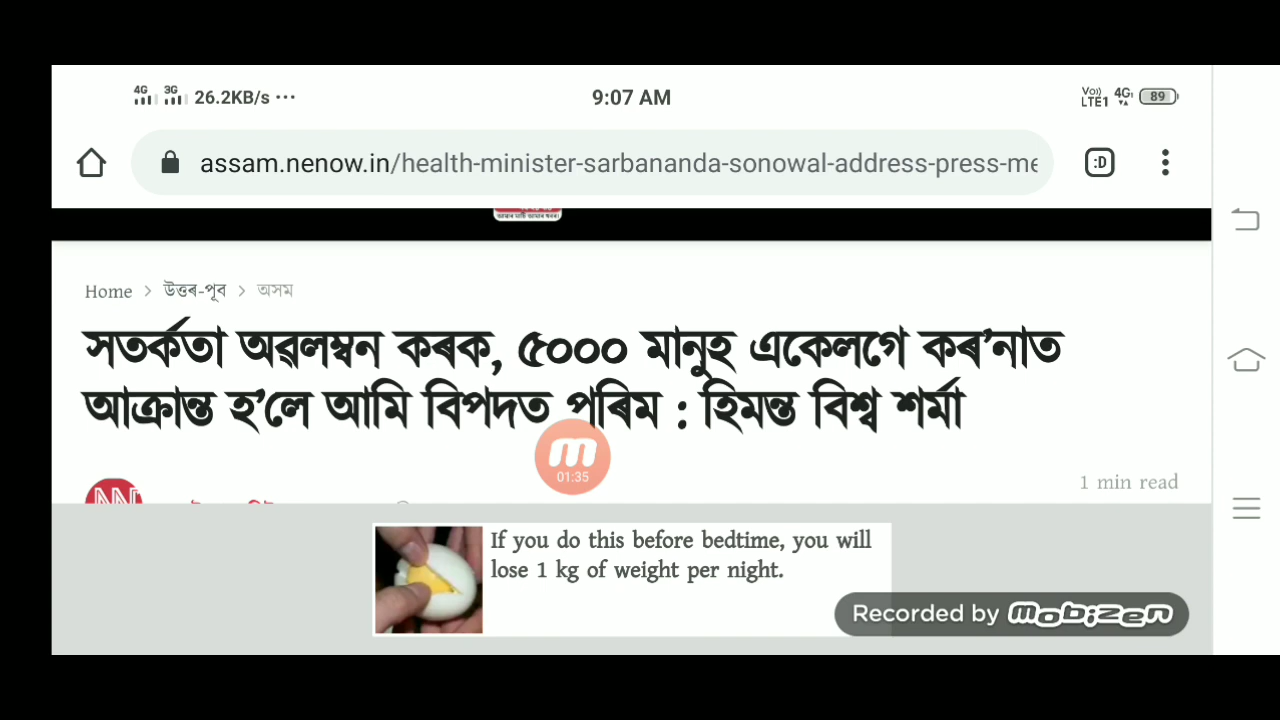 4G 3G 26.2KB/s ··· 9:07 AM Vo)) LTE1 4G 89
assam.nenow.in/health-minister-sarbananda-sonowal-address-press-me :D
Home > উত্তৰ-পূব > অসম
সতৰ্কতা অৱলম্বন কৰক, ৫০০০ মানুহ একেলগে কৰ’নাত
আক্ৰান্ত হ’লে আমি বিপদত পৰিম : হিমন্ত বিশ্ব শৰ্মা
m
01:35
1 min read
NN
If you do this before bedtime, you will
lose 1 kg of weight per night.
Recorded by mobizen